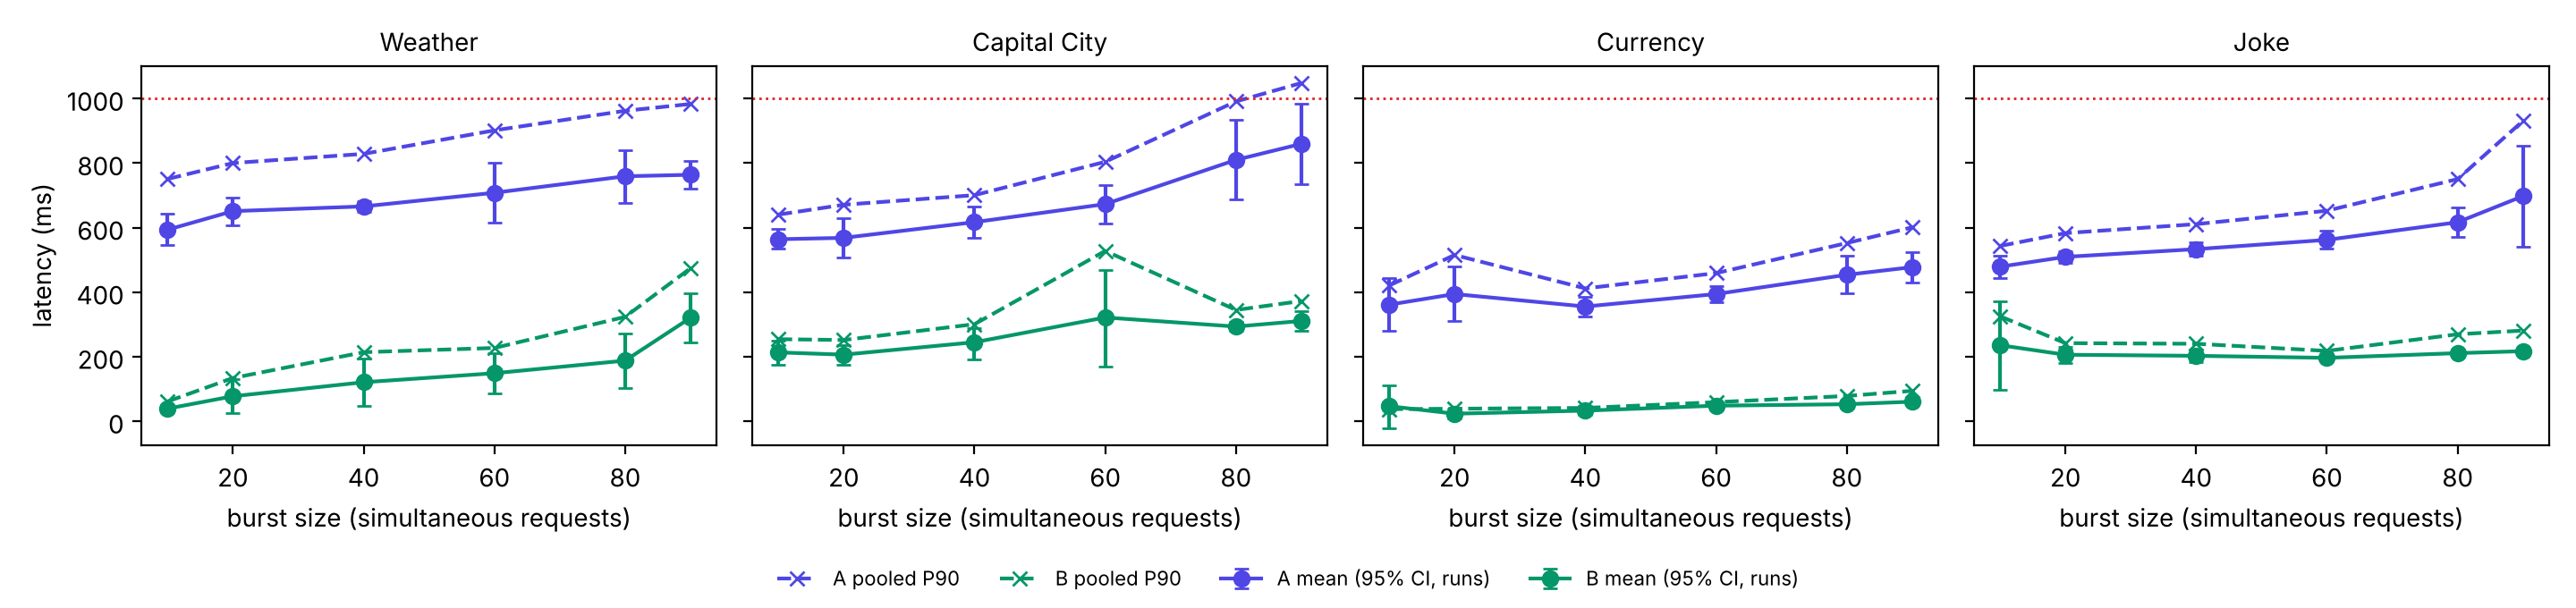 Weather
Capital City
Currency
Joke
latency (ms)
1000
800
600
400
200
0
20 40 60 80
20 40 60 80
20 40 60 80
20 40 60 80
burst size (simultaneous requests)
burst size (simultaneous requests)
burst size (simultaneous requests)
burst size (simultaneous requests)
A pooled P90
B pooled P90
A mean (95% CI, runs)
B mean (95% CI, runs)